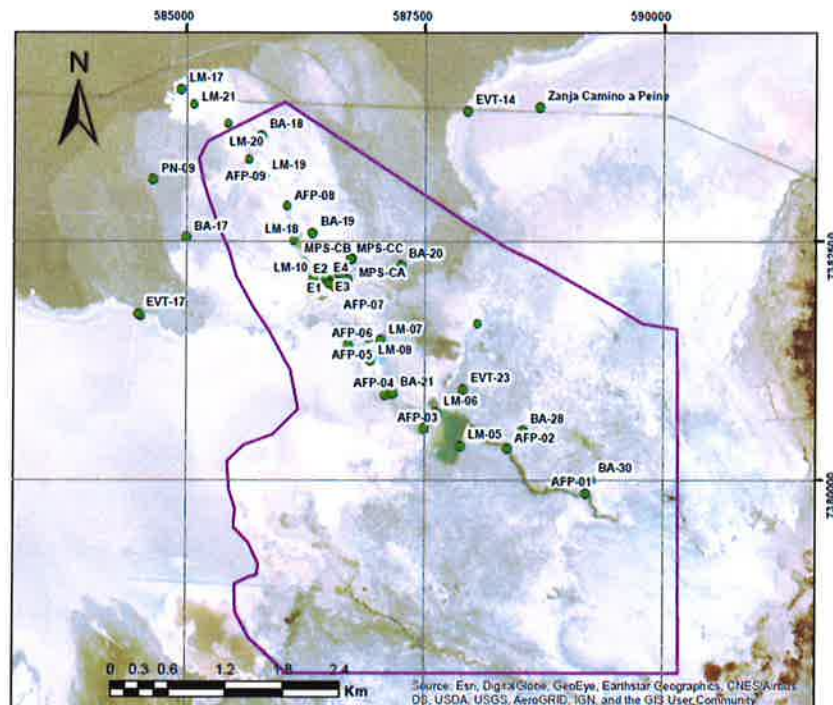 585000 587500 590000
N
LM-17
LM-21
EVT-14
Zanja Camino a Peine
BA-18
LM-20
LM-19
AFP-09
PN-09
AFP-08
BA-17
BA-19
LM-18
MPS-CB
MPS-CC
BA-20
7382500
LM-10
E2
E4
MPS-CA
E1
E3
AFP-07
EVT-17
AFP-06
LM-07
AFP-05
LM-08
AFP-04
BA-21
EVT-23
LM-06
AFP-03
BA-28
LM-05
AFP-02
BA-30
AFP-01
7380000
0 0.3 0.6 1.2 1.8 2.4
Km
Source: Esri, DigitalGlobe, GeoEye, Earthstar Geographics, CNES/Airbus
DS, USDA, USGS, AeroGRID, IGN, and the GIS User Community